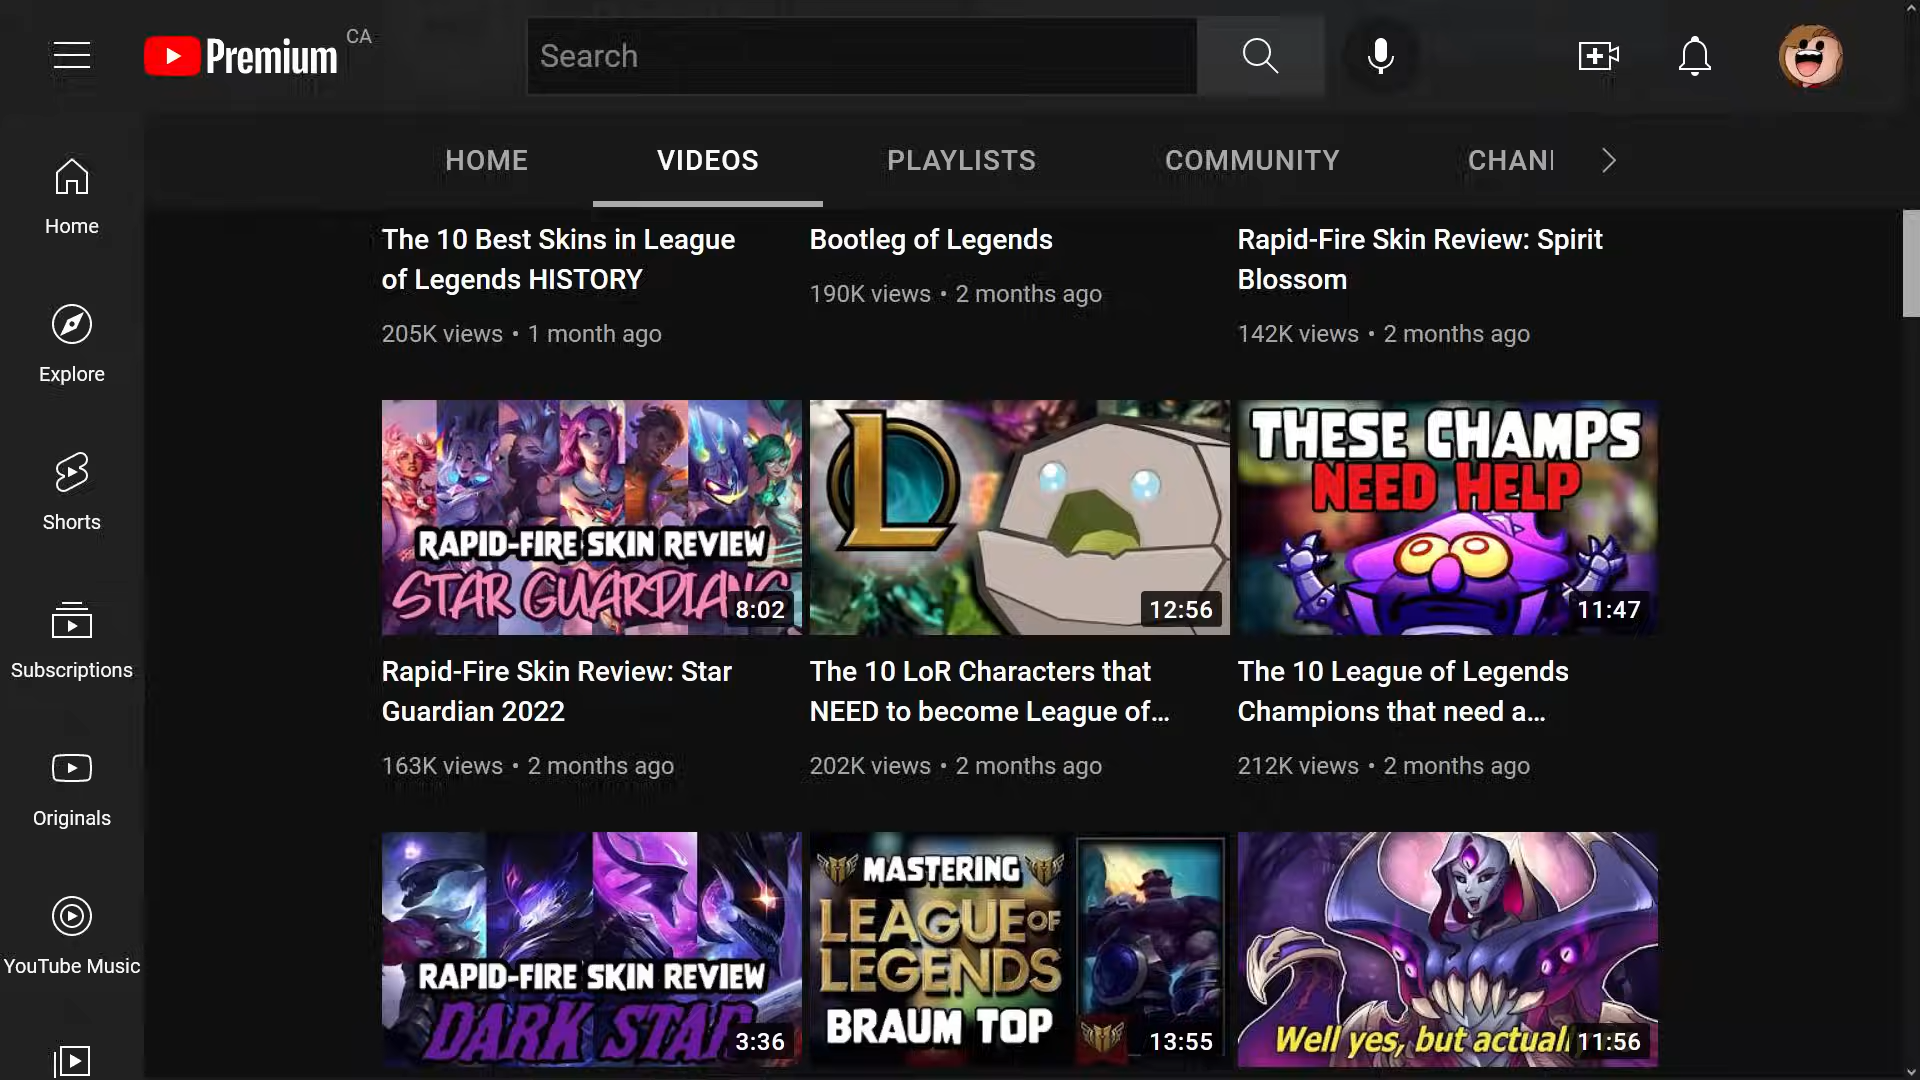 Premium CA
Search
HOME VIDEOS PLAYLISTS COMMUNITY
Home
Explore
Shorts
Subscriptions
Originals
YouTube Music
The 10 Best Skins in League
of Legends HISTORY
205K views • 1 month ago
Bootleg of Legends
190K views • 2 months ago
Rapid-Fire Skin Review: Spirit
Blossom
142K views • 2 months ago
RAPID-FIRE SKIN REVIEW
STAR GUARDIANS
8:02
Rapid-Fire Skin Review: Star
Guardian 2022
163K views • 2 months ago
L
12:56
The 10 LoR Characters that
NEED to become League of...
202K views • 2 months ago
THESE CHAMPS
NEED HELP
11:47
The 10 League of Legends
Champions that need a...
212K views • 2 months ago
RAPID-FIRE SKIN REVIEW
DARK STAR
3:36
MASTERING
LEAGUE OF
LEGENDS
BRAUM TOP
13:55
Well yes, but actuall
11:56